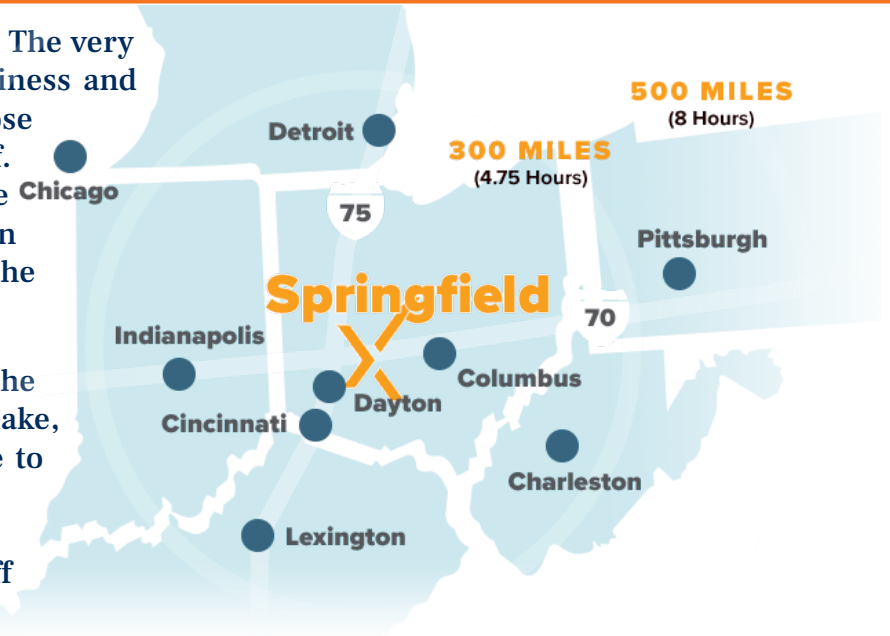 The very
iness and
ose
f.
e
n
he
he
ake,
e to
ff
500 MILES
(8 Hours)
Detroit
300 MILES
(4.75 Hours)
Chicago
75
Pittsburgh
Springfield
70
Indianapolis
Columbus
Dayton
Cincinnati
Charleston
Lexington